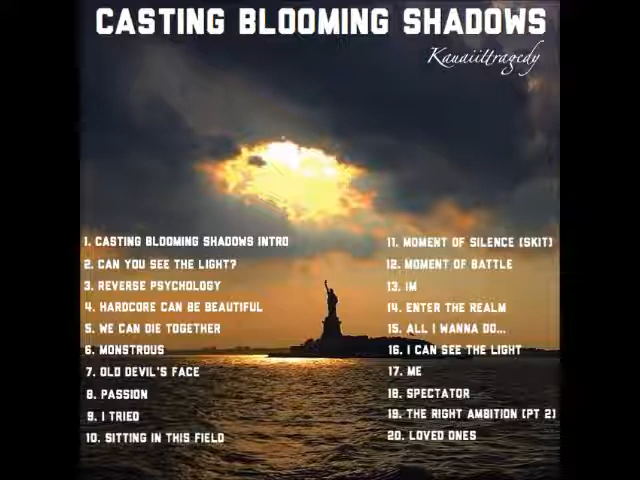 CASTING BLOOMING SHADOWS
Kauaiitragedy
1. CASTING BLOOMING SHADOWS INTRO
2. CAN YOU SEE THE LIGHT?
3. REVERSE PSYCHOLOGY
4. HARDCORE CAN BE BEAUTIFUL
5. WE CAN DIE TOGETHER
6. MONSTROUS
7. OLD DEVIL'S FACE
8. PASSION
9. I TRIED
10. SITTING IN THIS FIELD
11. MOMENT OF SILENCE (SKIT)
12. MOMENT OF BATTLE
13. IM
14. ENTER THE REALM
15. ALL I WANNA DO...
16. I CAN SEE THE LIGHT
17. ME
18. SPECTATOR
19. THE RIGHT AMBITION (PT 2)
20. LOVED ONES